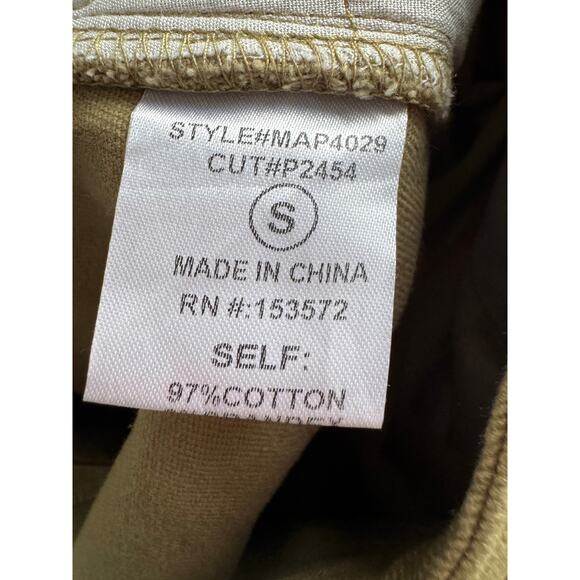 STYLE#MAP4029
CUT#P2454
S
MADE IN CHINA
RN #:153572
SELF:
97%COTTON